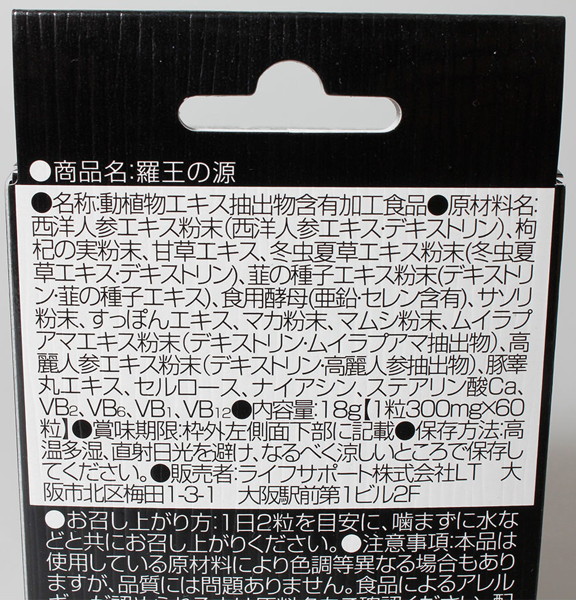 ●商品名:羅王の源
●名称:動植物エキス抽出物含有加工食品●原材料名:
西洋人参エキス粉末(西洋人参エキス・デキストリン)、枸
杞の実粉末、甘草エキス、冬虫夏草エキス粉末(冬虫夏
草エキス・デキストリン)、韮の種子エキス粉末(デキストリ
ン・韮の種子エキス)、食用酵母(亜鉛・セレン含有)、サソリ
粉末、すっぽんエキス、マカ粉末、マムシ粉末、ムイラプ
アマエキス粉末(デキストリン・ムイラプアマ抽出物)、高
麗人参エキス粉末(デキストリン・高麗人参抽出物)、豚睾
丸エキス、セルロース、ナイアシン、ステアリン酸Ca、
VB2、VB6、VB1、VB12●内容量:18g【1粒300mg×60
粒】●賞味期限:枠外左側面下部に記載●保存方法:高
温多湿、直射日光を避け、なるべく涼しいところで保存し
てください。●販売者:ライフサポート株式会社LT 大
阪市北区梅田1-3-1 大阪駅前第1ビル2F
●お召し上がり方:1日2粒を目安に、噛まずに水な
どと共にお召し上がりください。●注意事項:本品は
使用している原材料により色調等異なる場合もあり
ますが、品質には問題ありません。食品によるアレル